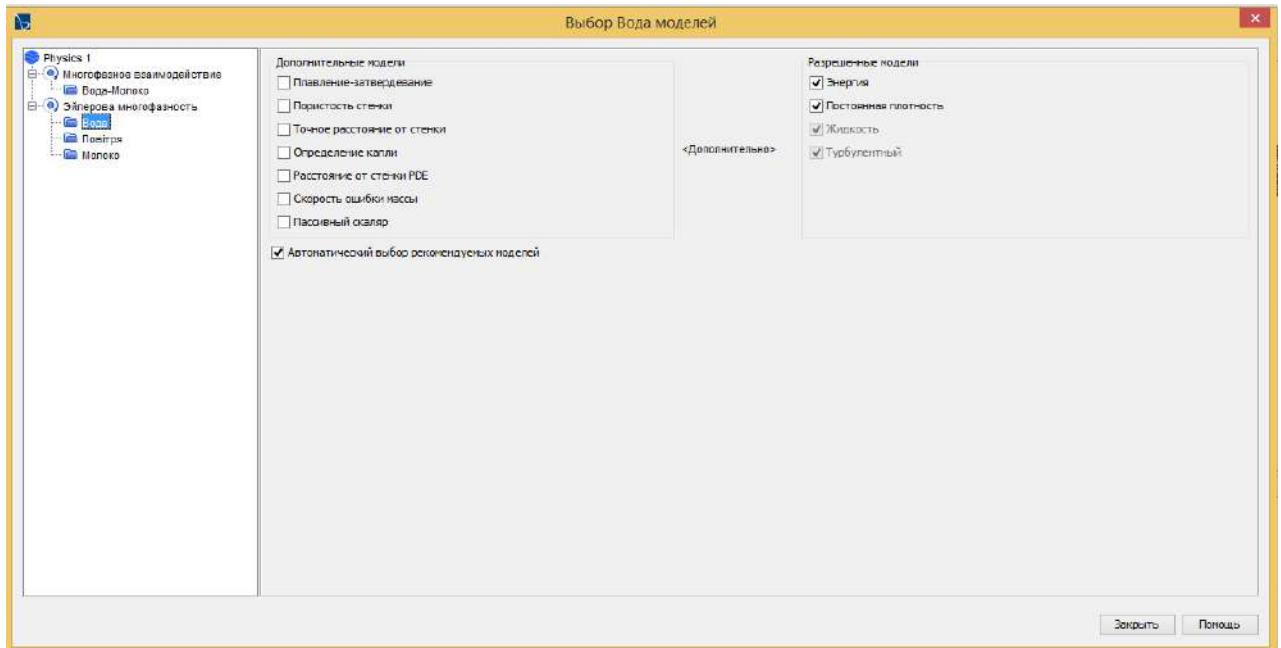 Выбор Вода моделей
Physics 1
Многофазное взаимодействие
Вода-Молоко
Эйлерова многофазность
Вода
Повітря
Молоко
Дополнительные модели
Плавление-затвердевание
Пористость стенки
Точное расстояние от стенки
Определение капли
Расстояние от стенки PDE
Скорость ошибки массы
Пассивный скаляр
Автоматический выбор рекомендуемых моделей
<Дополнительно>
Разрешенные модели
Энергия
Постоянная плотность
Жидкость
Турбулентный
Закрыть
Помощь